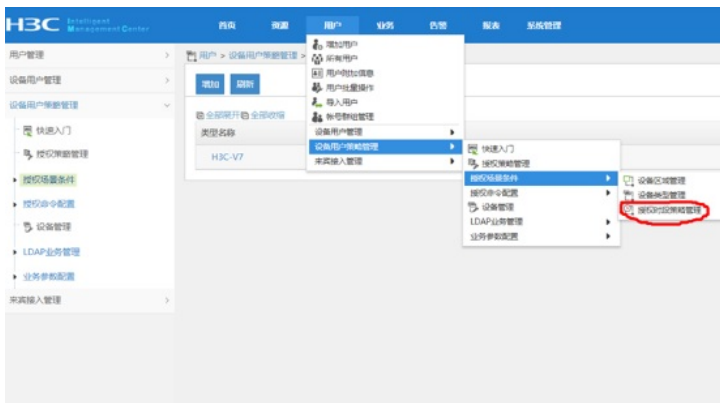 H3C Intelligent Management Center
首页 资源 用户 业务 告警 报表 系统管理
用户管理
设备用户管理
设备用户策略管理
快速入门
授权策略管理
授权场景条件
授权命令配置
设备管理
LDAP业务管理
业务参数配置
来宾接入管理
用户 > 设备用户策略管理 >
增加 刷新
全部展开 全部收缩
类型名称
H3C-V7
增加用户
所有用户
用户附加信息
用户批量操作
导入用户
帐号群组管理
设备用户管理
设备用户策略管理
来宾接入管理
快速入门
授权策略管理
授权场景条件
授权命令配置
设备管理
LDAP业务管理
业务参数配置
设备区域管理
设备类型管理
授权时段策略管理